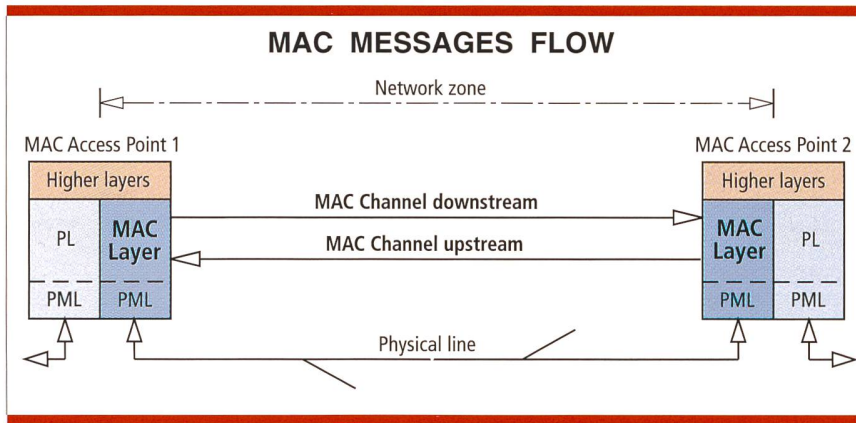 MAC MESSAGES FLOW
Network zone
MAC Access Point 1
Higher layers
PL
MAC
Layer
PML
PML
MAC Channel downstream
MAC Channel upstream
Physical line
MAC Access Point 2
Higher layers
MAC
Layer
PL
PML
PML